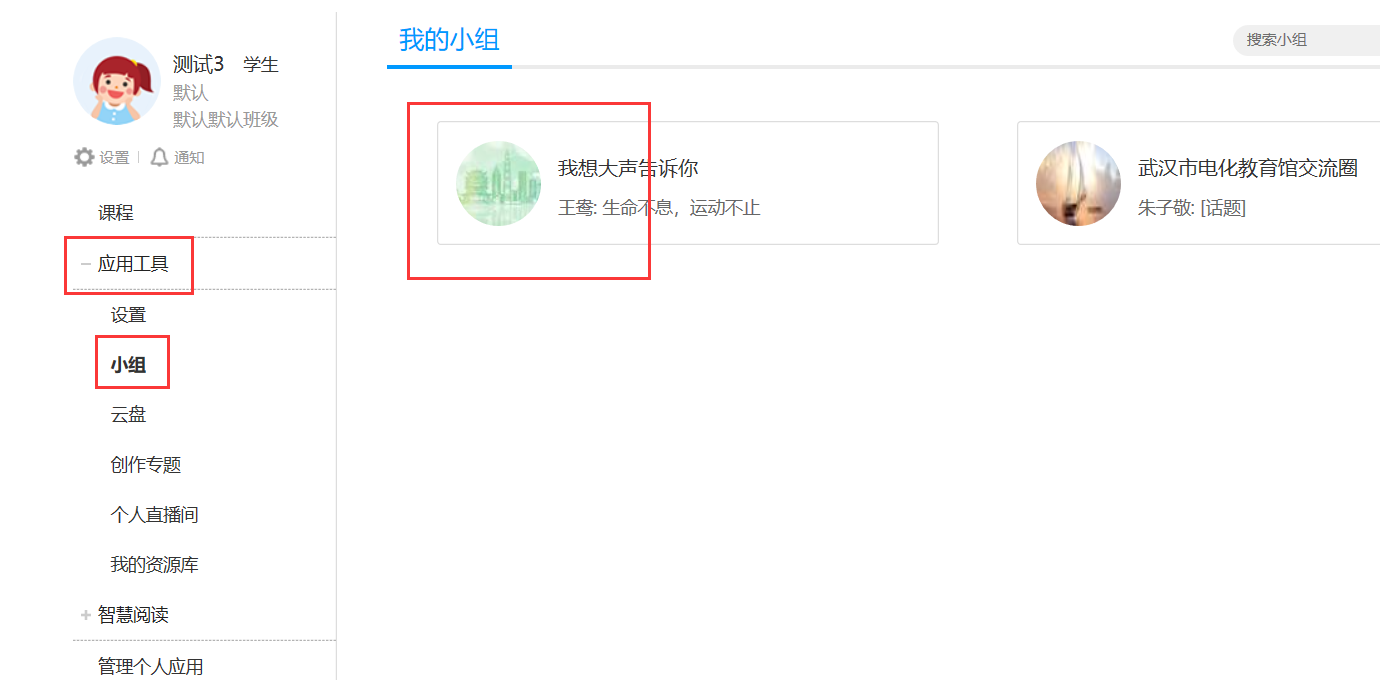 测试3 学生
默认
默认默认班级
设置
通知
课程
应用工具
设置
小组
云盘
创作专题
个人直播间
我的资源库
智慧阅读
管理个人应用
我的小组
搜索小组
我想大声告诉你
王鸯: 生命不息，运动不止
武汉市电化教育馆交流圈
朱子敬: [话题]